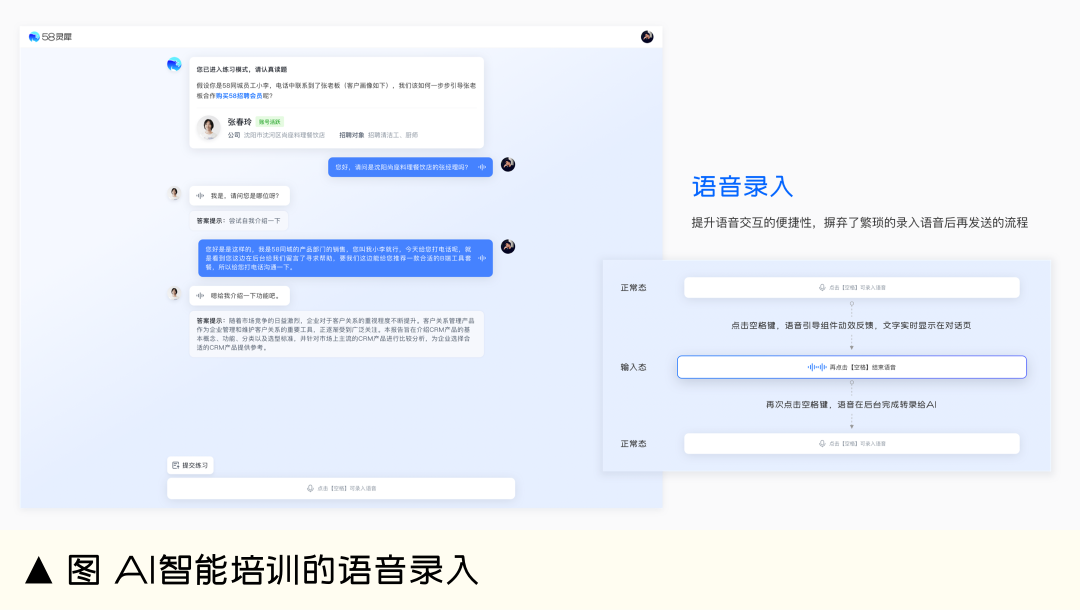 58灵犀
您已进入练习模式，请认真读题
假设你是58同城员工小李，电话中联系到了张老板（客户画像如下），我们该如何一步步引导张老
板合作购买58招聘会员呢？
张春玲 账号活跃
公司 沈阳市沈河区尚座料理餐饮店 招聘对象 招聘清洁工、厨师
您好，请问是沈阳尚座料理餐饮店的张经理吗？
我是，请问您是哪位呀？
答案提示：尝试自我介绍一下
您好是是这样的，我是58同城的产品部门的销售，您叫我小李就行，今天给您打电话呢，就
是看到您这边在后台给我们留言了寻求帮助，要我们这边能给您推荐一款合适的B端工具套
餐，所以给您打电话沟通一下。
嗯给我介绍一下功能吧。
答案提示：随着市场竞争的日益激烈，企业对于客户关系的重视程度不断提升。客户关系管理产品
作为企业管理和维护客户关系的重要工具，正逐渐受到广泛关注。本报告旨在介绍CRM产品的基
本概念、功能、分类以及选型标准，并针对市场上主流的CRM产品进行比较分析，为企业选择合
适的CRM产品提供参考。
提交练习
点击【空格】可录入语音
语音录入
提升语音交互的便捷性，摒弃了繁琐的录入语音后再发送的流程
正常态 点击【空格】可录入语音
点击空格键，语音引导组件动效反馈，文字实时显示在对话页
输入态 再点击【空格】结束语音
再次点击空格键，语音在后台完成转录给AI
正常态 点击【空格】可录入语音
▲ 图 AI智能培训的语音录入